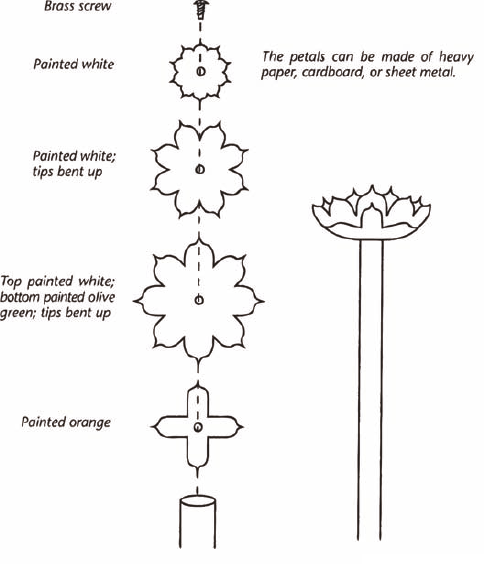 Brass screw
Painted white
The petals can be made of heavy
paper, cardboard, or sheet metal.
Painted white;
tips bent up
Top painted white;
bottom painted olive
green; tips bent up
Painted orange